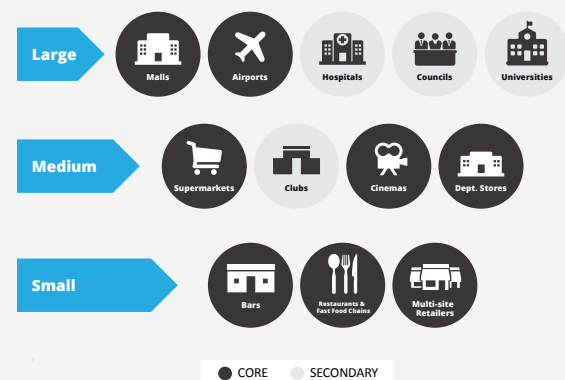 Large
Malls
Airports
Hospitals
Councils
Universities
Medium
Supermarkets
Clubs
Cinemas
Dept. Stores
Small
Bars
Restaurants &
Fast Food Chains
Multi-site
Retailers
CORE
SECONDARY